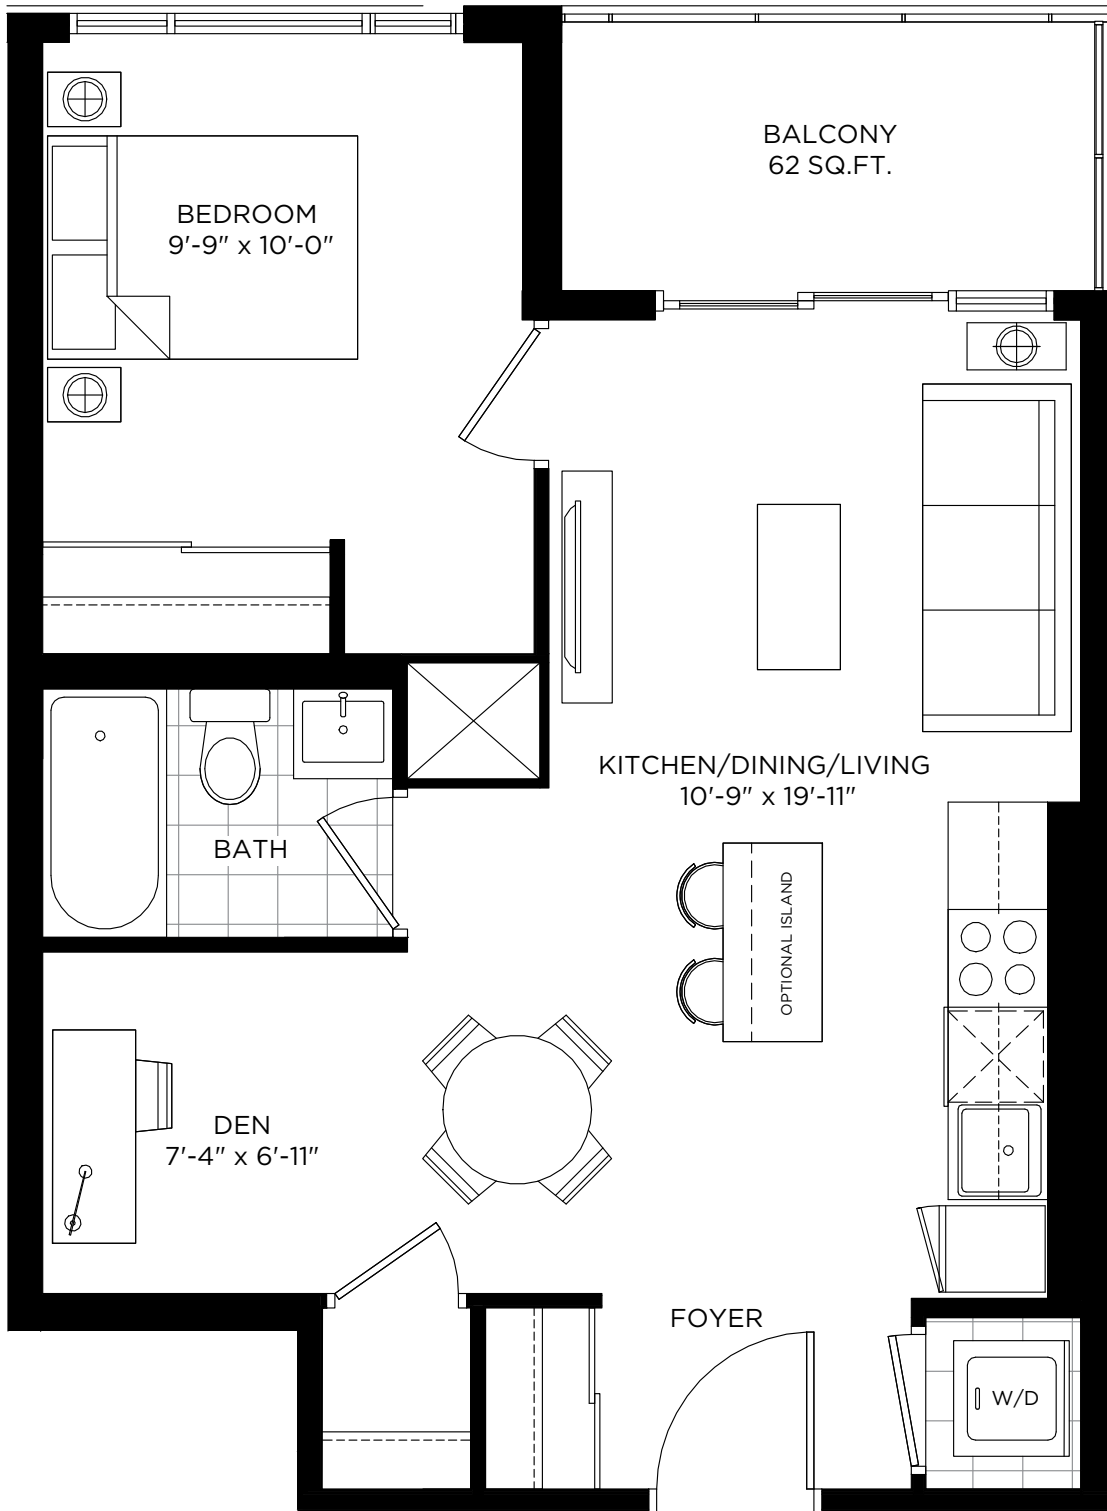 BALCONY
62 SQ.FT.
BEDROOM
9'-9" x 10'-0"
KITCHEN/DINING/LIVING
10'-9" x 19'-11"
BATH
OPTIONAL ISLAND
DEN
7'-4" x 6'-11"
FOYER
W/D